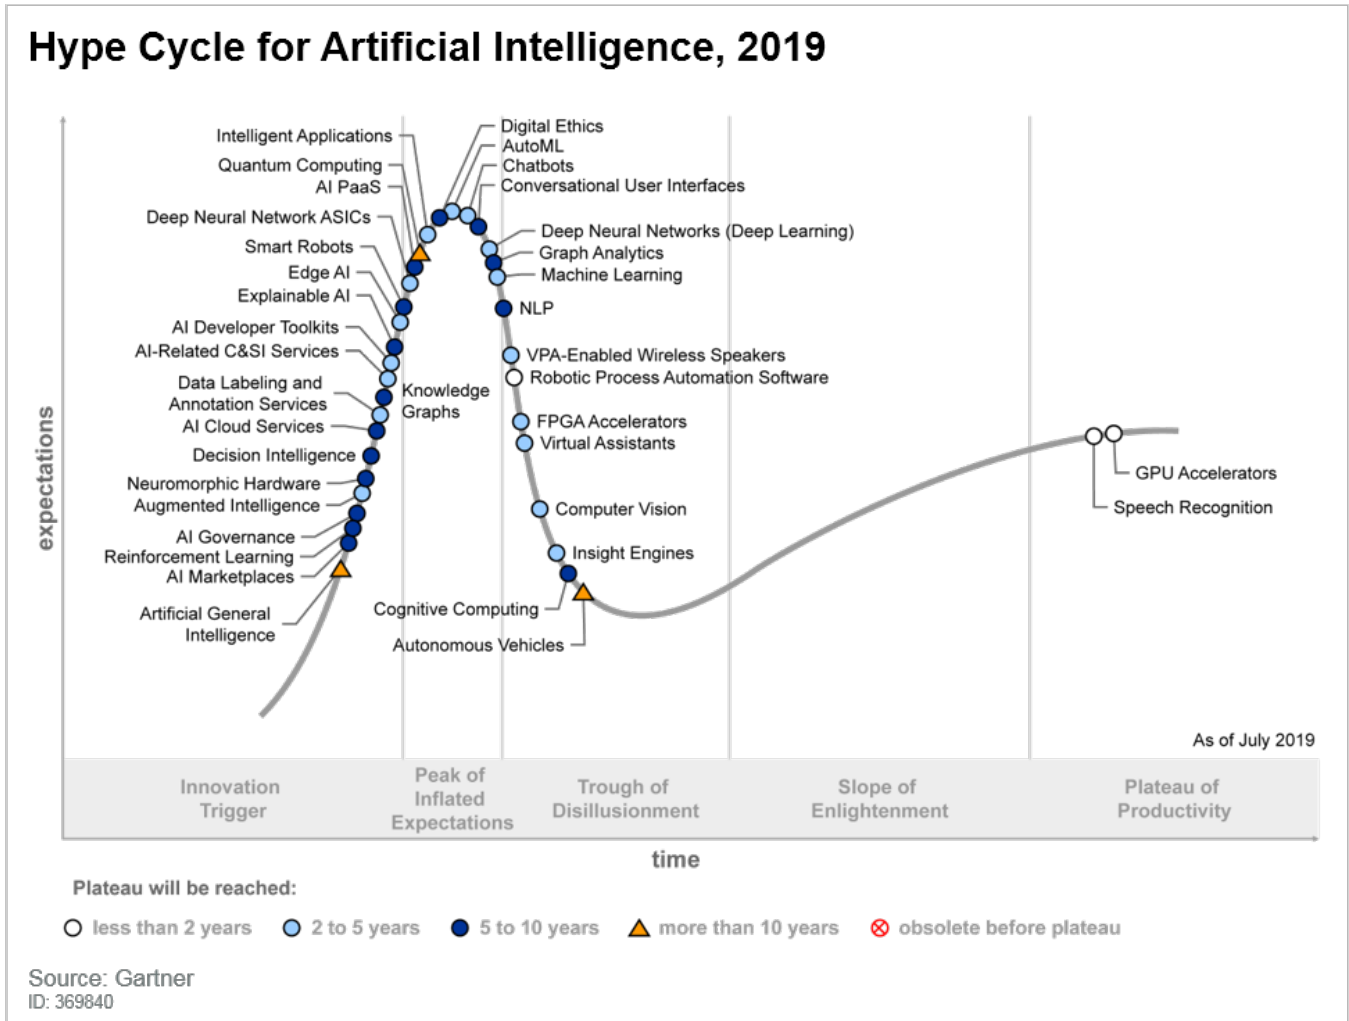 Hype Cycle for Artificial Intelligence, 2019
expectations
Intelligent Applications
Quantum Computing
AI PaaS
Deep Neural Network ASICs
Smart Robots
Edge AI
Explainable AI
AI Developer Toolkits
AI-Related C&SI Services
Data Labeling and
Annotation Services
AI Cloud Services
Decision Intelligence
Neuromorphic Hardware
Augmented Intelligence
AI Governance
Reinforcement Learning
AI Marketplaces
Artificial General
Intelligence
Knowledge
Graphs
Digital Ethics
AutoML
Chatbots
Conversational User Interfaces
Deep Neural Networks (Deep Learning)
Graph Analytics
Machine Learning
NLP
VPA-Enabled Wireless Speakers
Robotic Process Automation Software
FPGA Accelerators
Virtual Assistants
Computer Vision
Insight Engines
Cognitive Computing
Autonomous Vehicles
GPU Accelerators
Speech Recognition
As of July 2019
Innovation
Trigger
Peak of
Inflated
Expectations
Trough of
Disillusionment
Slope of
Enlightenment
Plateau of
Productivity
time
Plateau will be reached:
less than 2 years
2 to 5 years
5 to 10 years
more than 10 years
obsolete before plateau
Source: Gartner
ID: 369840